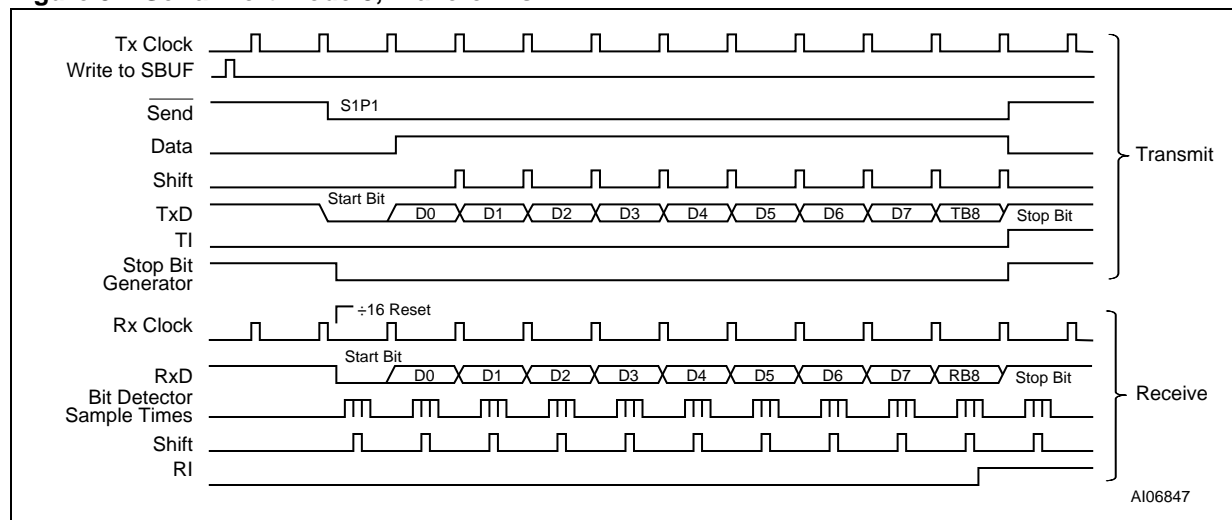 Tx Clock
Write to SBUF
Send
S1P1
Data
Transmit
Shift
Start Bit
TxD
D0 D1 D2 D3 D4 D5 D6 D7 TB8 Stop Bit
TI
Stop Bit
Generator
÷16 Reset
Rx Clock
Start Bit
RxD
D0 D1 D2 D3 D4 D5 D6 D7 RB8 Stop Bit
Bit Detector
Sample Times
Receive
Shift
RI
AI06847